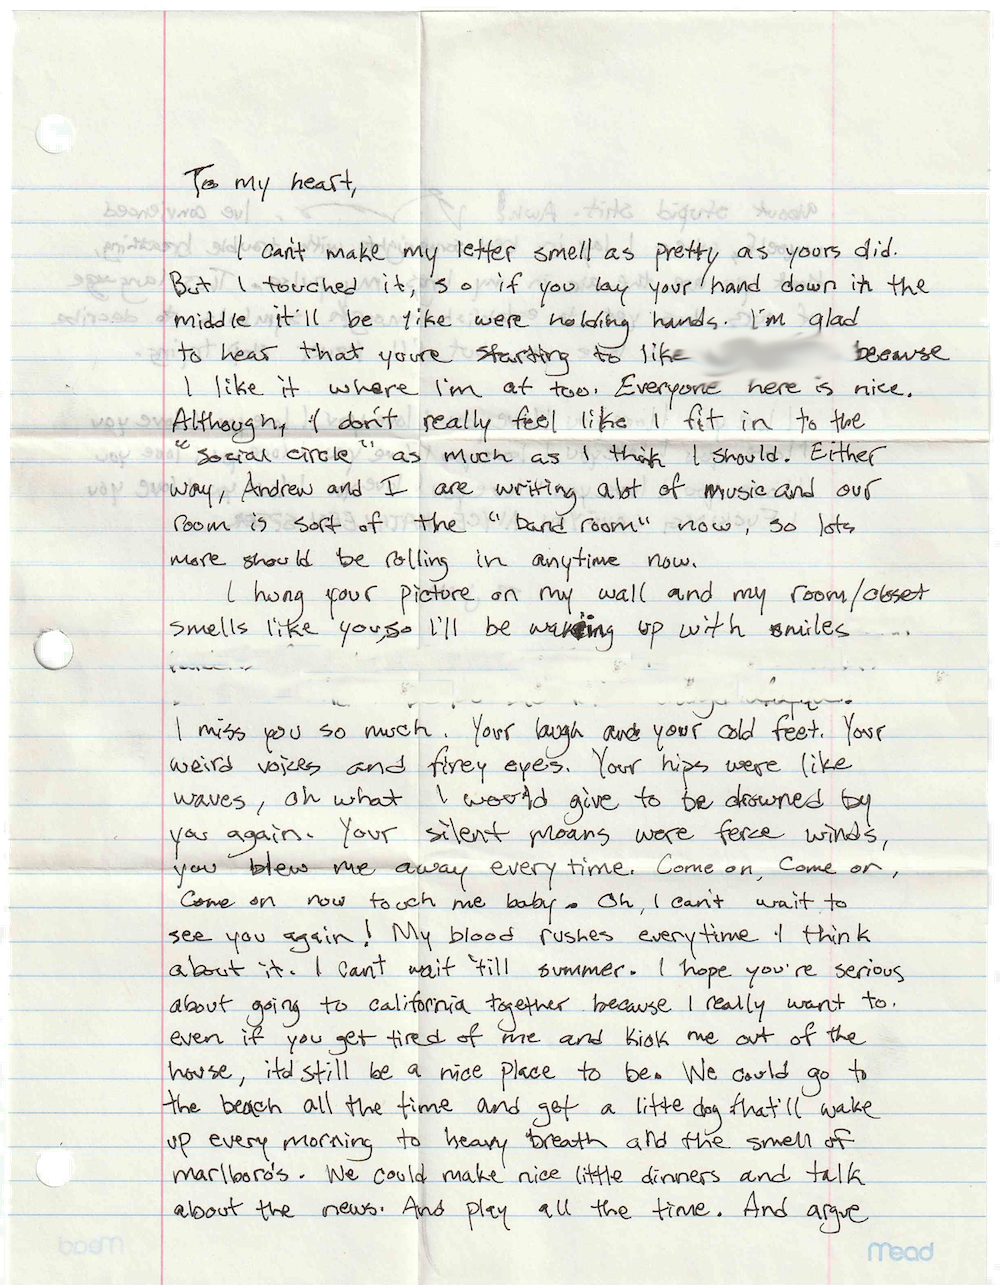 To my heart,
I can't make my letter smell as pretty as yours did.
But I touched it, so if you lay your hand down in the
middle it'll be like were holding hands. I'm glad
to hear that youre starting to like because
I like it where I'm at too. Everyone here is nice.
Although, I don't really feel like I fit in to the
"social circle" as much as I think I should. Either
way, Andrew and I are writing alot of music and our
room is sort of the "band room" now, so lots
more should be rolling in anytime now.
I hung your picture on my wall and my room/closet
smells like you, so I'll be waking up with smiles
I miss you so much. Your laugh and your cold feet. Your
weird voices and firey eyes. Your hips were like
waves, oh what I would give to be drowned by
you again. Your silent moans were ferce winds,
you blew me away every time. Come on, Come on,
Come on now touch me baby. Oh, I can't wait to
see you again! My blood rushes everytime I think
about it. I can't wait 'till summer. I hope you're serious
about going to california together because I really want to.
even if you get tired of me and kick me out of the
house, itd still be a nice place to be. We could go to
the beach all the time and get a little dog that'll wake
up every morning to heavy breath and the smell of
marlboro's. We could make nice little dinners and talk
about the news. And play all the time. And argue
Mead